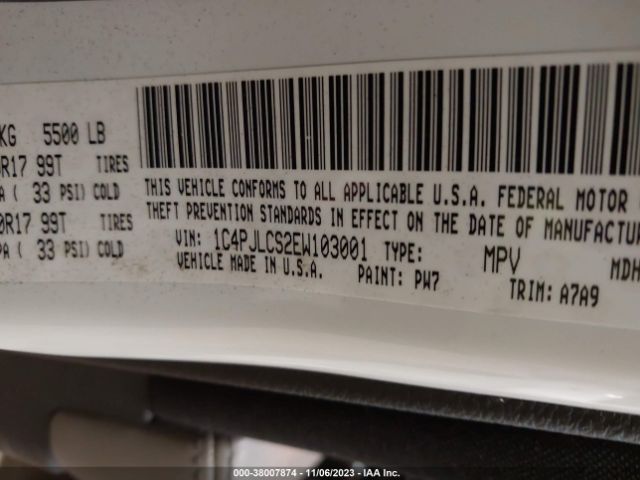 KG 5500 LB
R17 99T TIRES
A ( 33 PSI) COLD
0R17 99T TIRES
PA ( 33 PSI) COLD
THIS VEHICLE CONFORMS TO ALL APPLICABLE U.S.A. FEDERAL MOTOR
THEFT PREVENTION STANDARDS IN EFFECT ON THE DATE OF MANUFACTU
VIN: 1C4PJLCS2EW103001 TYPE: MPV MDH
VEHICLE MADE IN U.S.A. PAINT: PW7 TRIM: A7A9
000-38007874 — 11/06/2023 — IAA Inc.